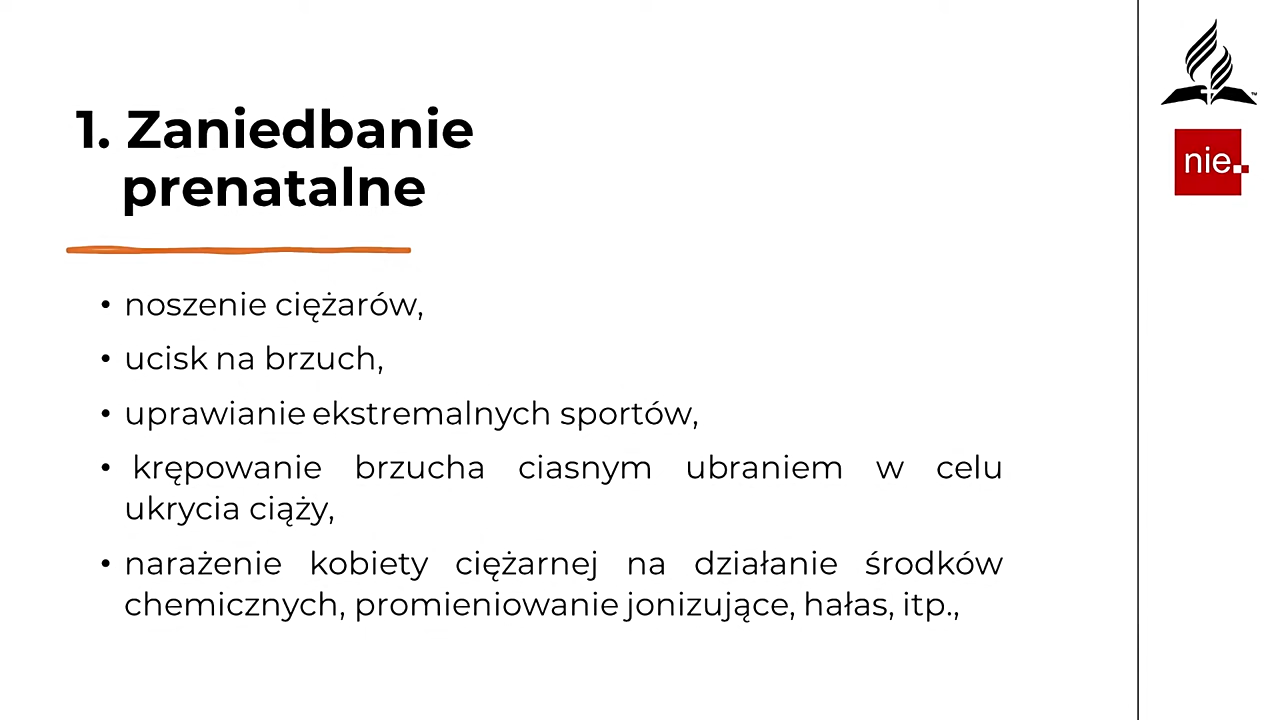 1. Zaniedbanie
prenatalne
• noszenie ciężarów,
• ucisk na brzuch,
• uprawianie ekstremalnych sportów,
• krępowanie brzucha ciasnym ubraniem w celu
ukrycia ciąży,
• narażenie kobiety ciężarnej na działanie środków
chemicznych, promieniowanie jonizujące, hałas, itp.,
™
nie.